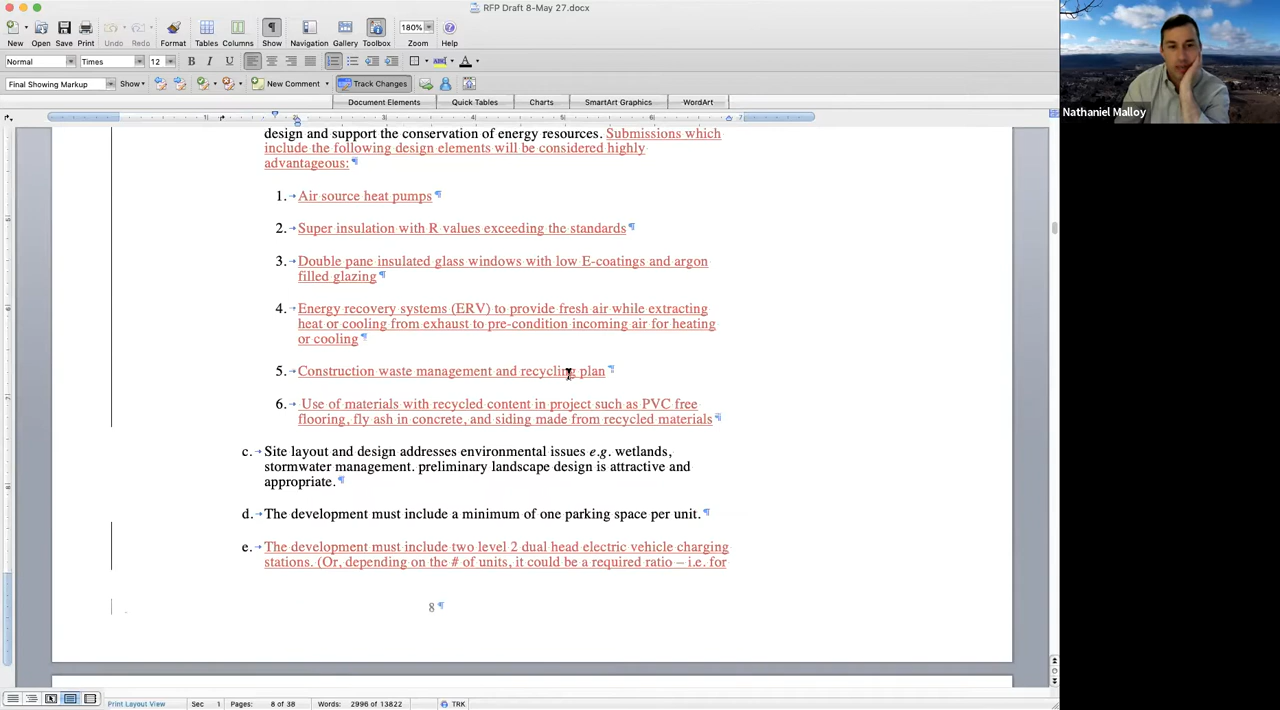 RFP Draft 8-May 27.docx
New Open Save Print Undo Redo Format Tables Columns Show Navigation Gallery Toolbox Zoom Help
180%
Normal Times 12 B I U ABC A
Final Showing Markup Show New Comment Track Changes
Document Elements Quick Tables Charts SmartArt Graphics WordArt
design and support the conservation of energy resources. Submissions which
include the following design elements will be considered highly
advantageous:
1. Air source heat pumps
2. Super insulation with R values exceeding the standards
3. Double pane insulated glass windows with low E-coatings and argon
filled glazing
4. Energy recovery systems (ERV) to provide fresh air while extracting
heat or cooling from exhaust to pre-condition incoming air for heating
or cooling
5. Construction waste management and recycling plan
6. Use of materials with recycled content in project such as PVC free
flooring, fly ash in concrete, and siding made from recycled materials
c. Site layout and design addresses environmental issues e.g. wetlands,
stormwater management. preliminary landscape design is attractive and
appropriate.
d. The development must include a minimum of one parking space per unit.
e. The development must include two level 2 dual head electric vehicle charging
stations. (Or, depending on the # of units, it could be a required ratio – i.e. for
8
Print Layout View Sec 1 Pages: 8 of 38 Words: 2996 of 13822 TRK
Nathaniel Malloy